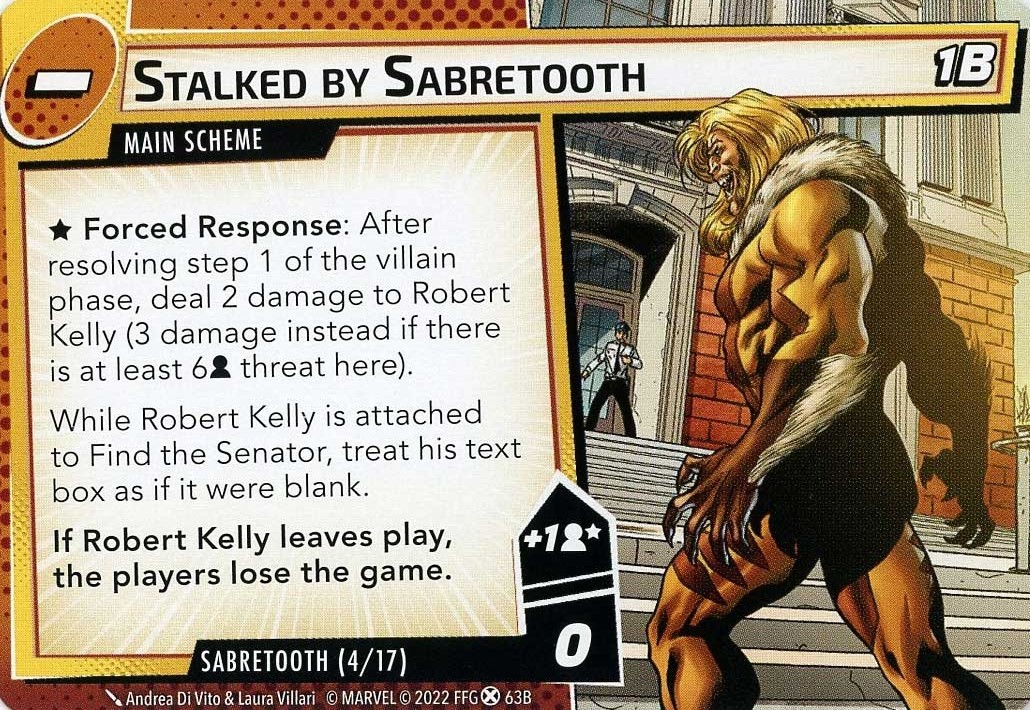 STALKED BY SABRETOOTH
1B
MAIN SCHEME
★ Forced Response: After
resolving step 1 of the villain
phase, deal 2 damage to Robert
Kelly (3 damage instead if there
is at least 6 threat here).
While Robert Kelly is attached
to Find the Senator, treat his text
box as if it were blank.
If Robert Kelly leaves play,
the players lose the game.
+1★
0
SABRETOOTH (4/17)
Andrea Di Vito & Laura Villari © MARVEL © 2022 FFG 63B